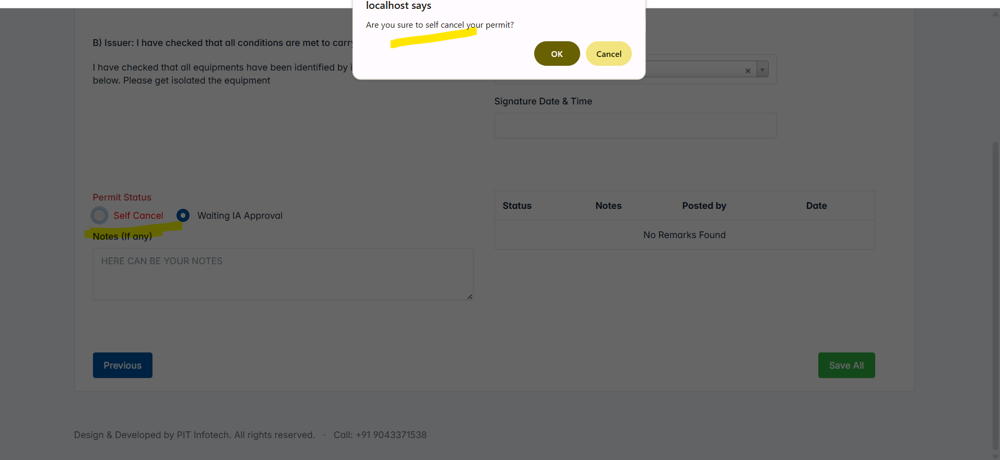 localhost says
Are you sure to self cancel your permit?
OK
Cancel
B) Issuer: I have checked that all conditions are met to carry
I have checked that all equipments have been identified by
below. Please get isolated the equipment
Signature Date & Time
Permit Status
Self Cancel
Waiting IA Approval
Notes (If any)
HERE CAN BE YOUR NOTES
Status Notes Posted by Date
No Remarks Found
Previous
Save All
Design & Developed by PIT Infotech. All rights reserved. · Call: +91 9043371538